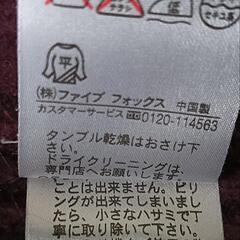 平
(株)ファイブ フォックス 中国製
カスタマーサービス☎0120-114563
タンブル乾燥はおさけ下
さい。
ドライクリーニングは、
専門店へお願いいたし
ことは出来ません。ピリ
ングが出来てしまいまし
たら、小さなハサミで丁
寧に取り除いて下さい。